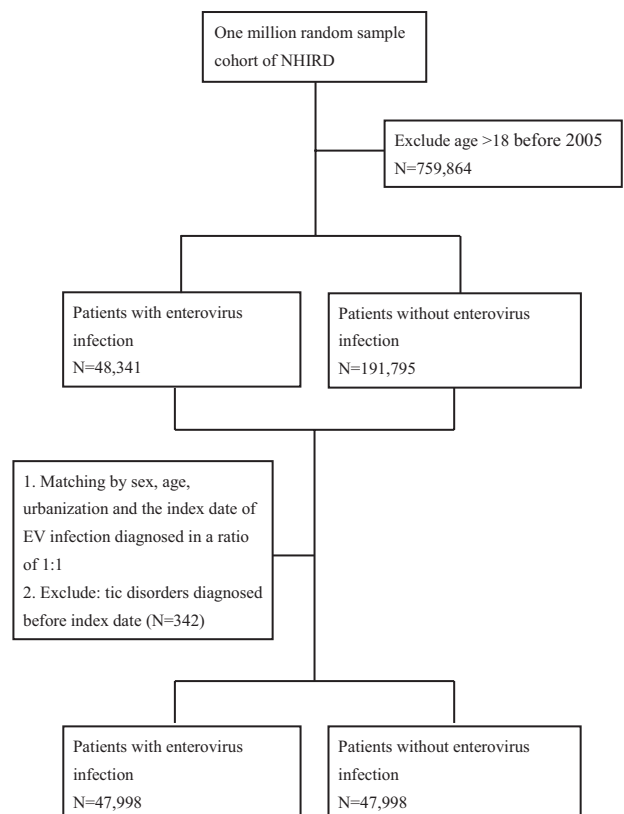 One million random sample
cohort of NHIRD
Exclude age >18 before 2005
N=759,864
Patients with enterovirus
infection
N=48,341
Patients without enterovirus
infection
N=191,795
1. Matching by sex, age,
urbanization and the index date of
EV infection diagnosed in a ratio
of 1:1
2. Exclude: tic disorders diagnosed
before index date (N=342)
Patients with enterovirus
infection
N=47,998
Patients without enterovirus
infection
N=47,998